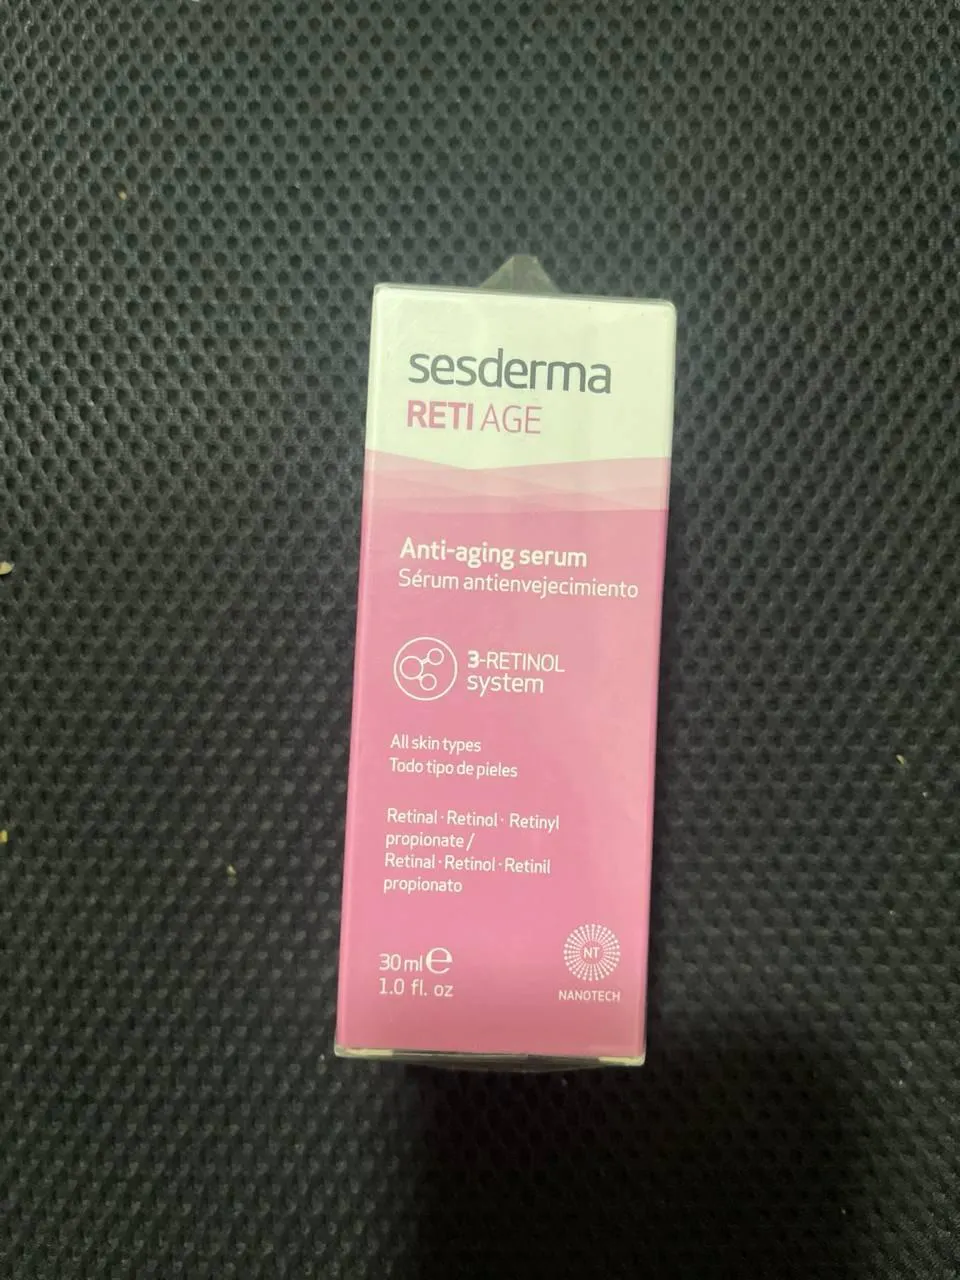 sesderma
RETI AGE
Anti-aging serum
Sérum antienvejecimiento
3-RETINOL
system
All skin types
Todo tipo de pieles
Retinal · Retinol · Retinyl
propionate /
Retinal · Retinol · Retinil
propionato
30 ml ℮
1.0 fl. oz
NT
NANOTECH